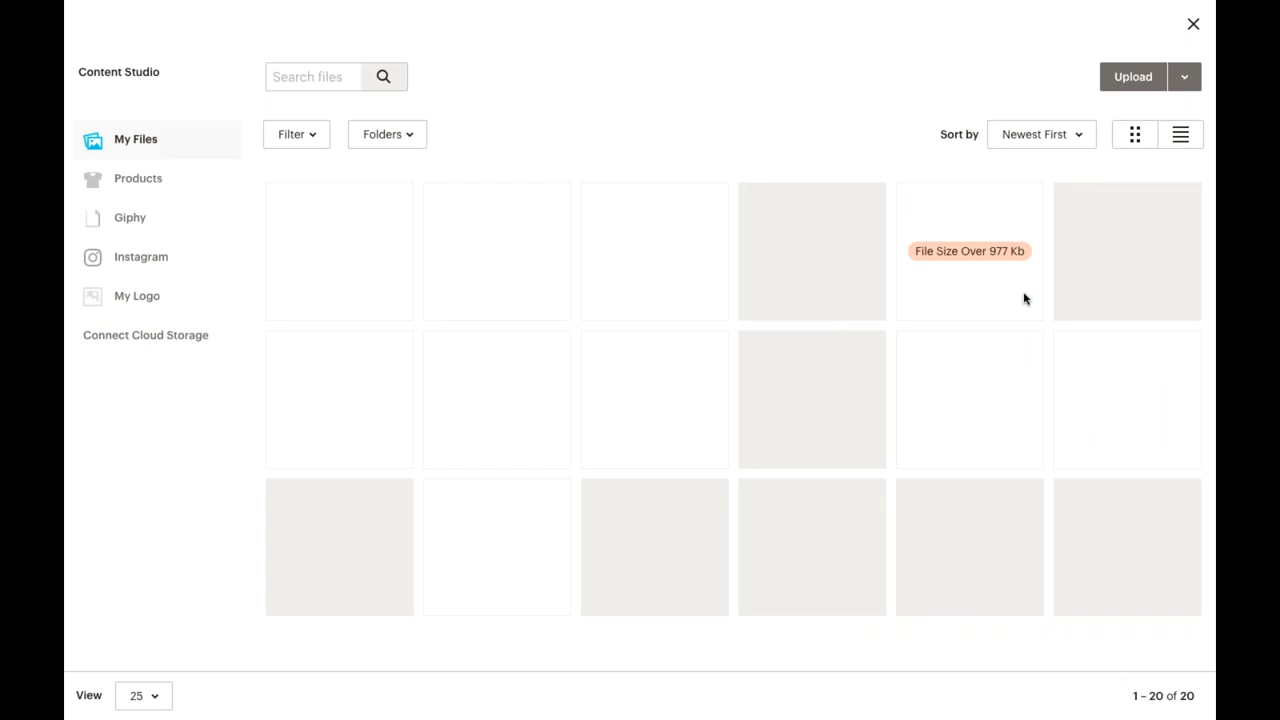 Content Studio
Search files
Upload
Filter
Folders
Sort by
Newest First
My Files
Products
Giphy
Instagram
My Logo
Connect Cloud Storage
File Size Over 977 Kb
View
25
1 – 20 of 20